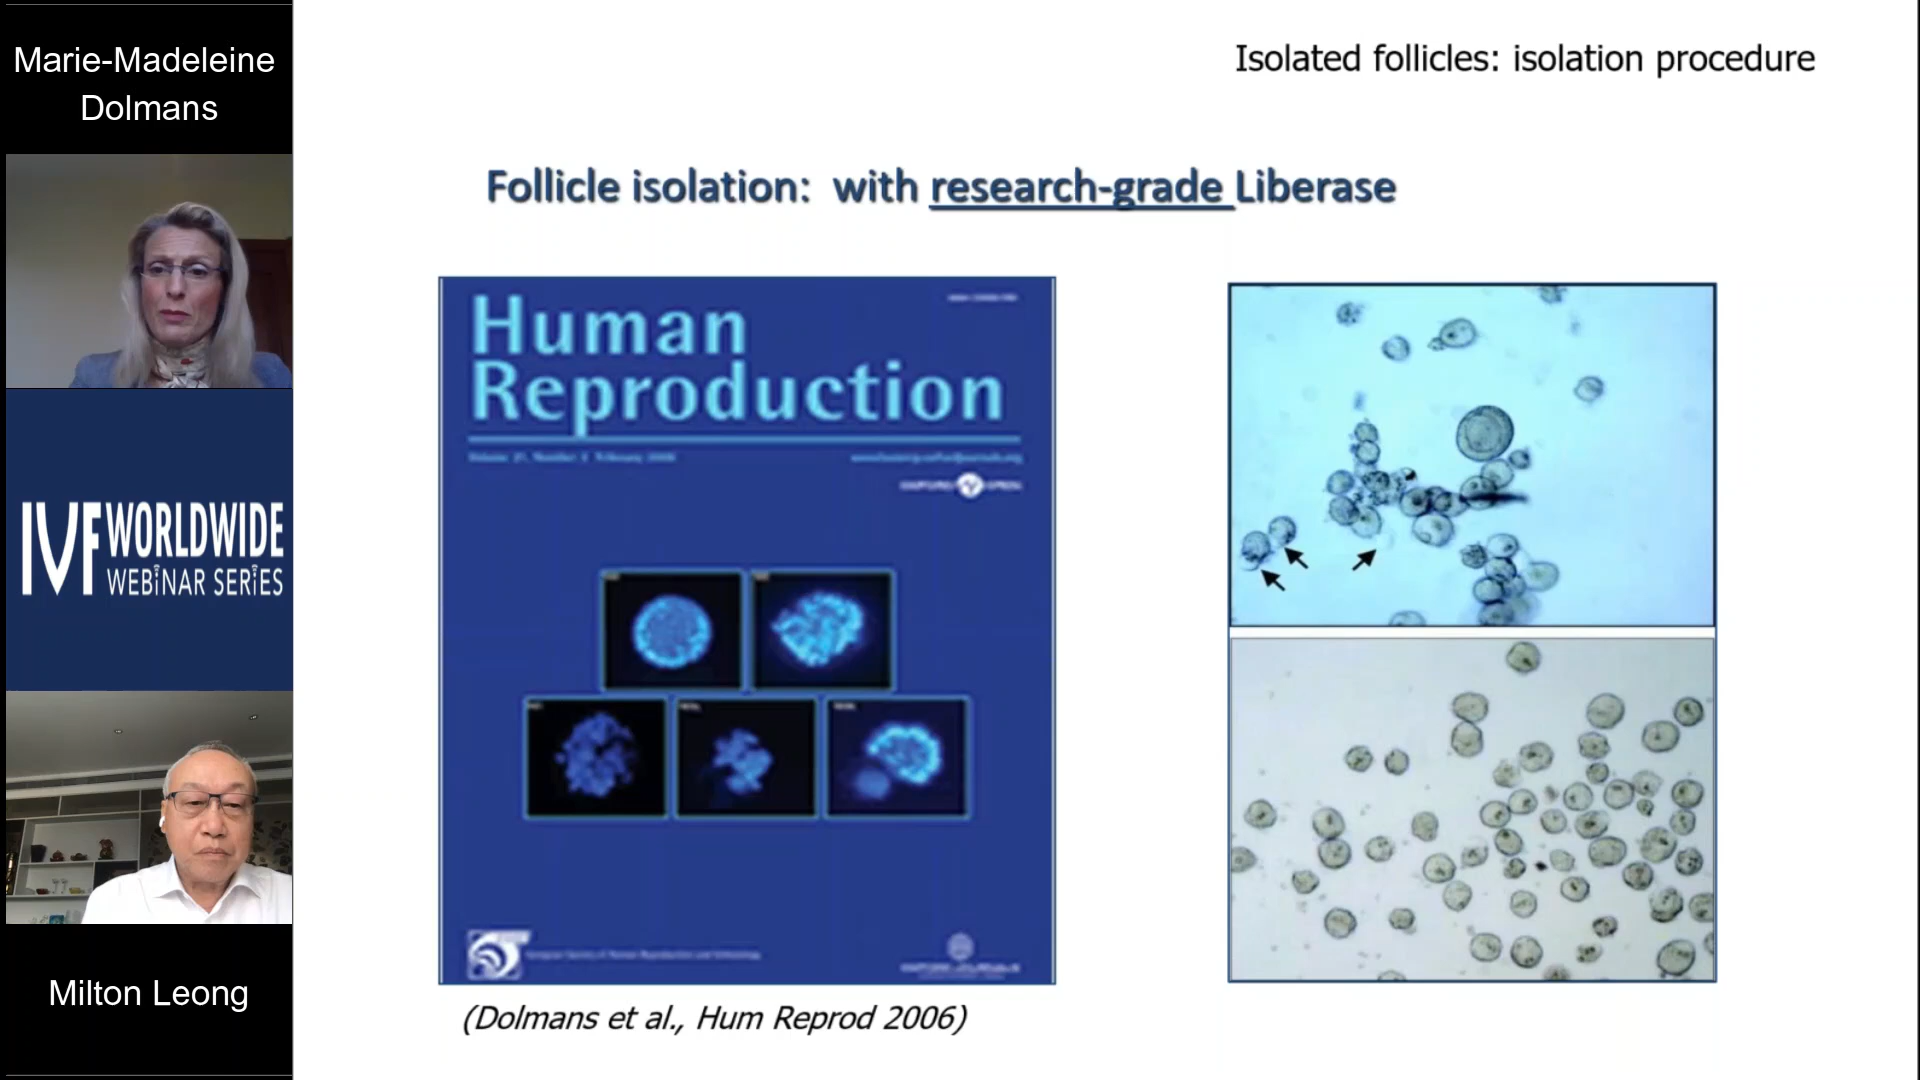 Marie-Madeleine
Dolmans
IVF WORLDWIDE
WEBiNAR SERiES
Milton Leong
Isolated follicles: isolation procedure
Follicle isolation: with research-grade Liberase
Human
Reproduction
(Dolmans et al., Hum Reprod 2006)